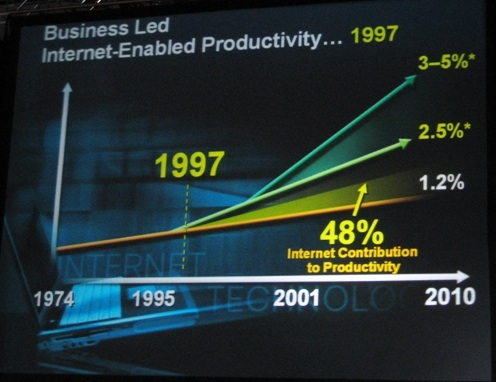 Business Led
Internet-Enabled Productivity... 1997
3–5%*
2.5%*
1997
1.2%
48%
Internet Contribution
to Productivity
INTERNET
1974 1995 2001 2010